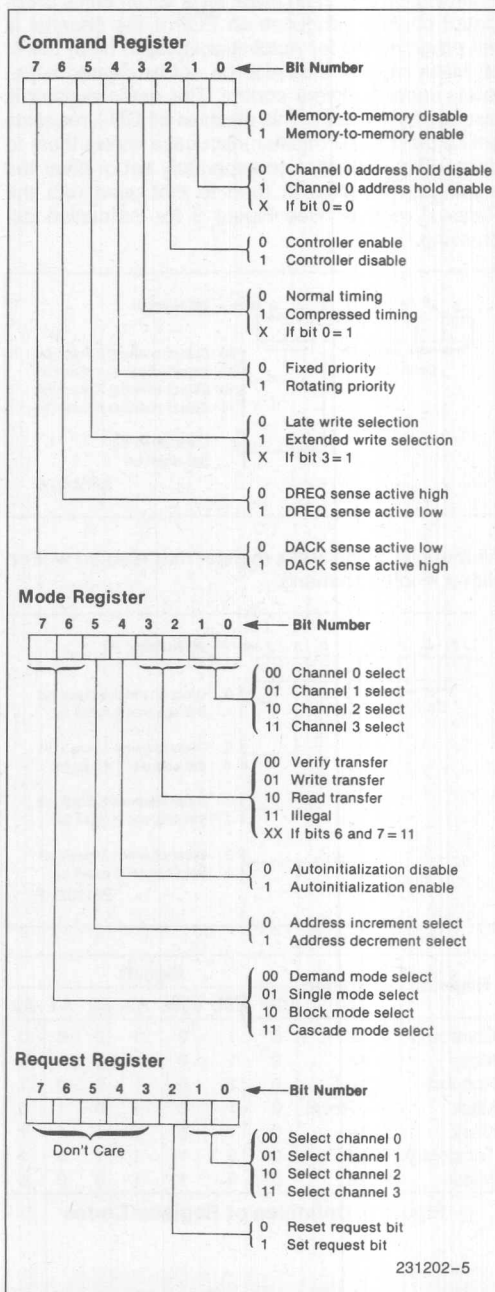 Command Register
7 6 5 4 3 2 1 0 Bit Number
0 Memory-to-memory disable
1 Memory-to-memory enable
0 Channel 0 address hold disable
1 Channel 0 address hold enable
X If bit 0=0
0 Controller enable
1 Controller disable
0 Normal timing
1 Compressed timing
X If bit 0=1
0 Fixed priority
1 Rotating priority
0 Late write selection
1 Extended write selection
X If bit 3=1
0 DREQ sense active high
1 DREQ sense active low
0 DACK sense active low
1 DACK sense active high
Mode Register
7 6 5 4 3 2 1 0 Bit Number
00 Channel 0 select
01 Channel 1 select
10 Channel 2 select
11 Channel 3 select
00 Verify transfer
01 Write transfer
10 Read transfer
11 Illegal
XX If bits 6 and 7=11
0 Autoinitialization disable
1 Autoinitialization enable
0 Address increment select
1 Address decrement select
00 Demand mode select
01 Single mode select
10 Block mode select
11 Cascade mode select
Request Register
7 6 5 4 3 2 1 0 Bit Number
Don't Care
00 Select channel 0
01 Select channel 1
10 Select channel 2
11 Select channel 3
0 Reset request bit
1 Set request bit
231202-5